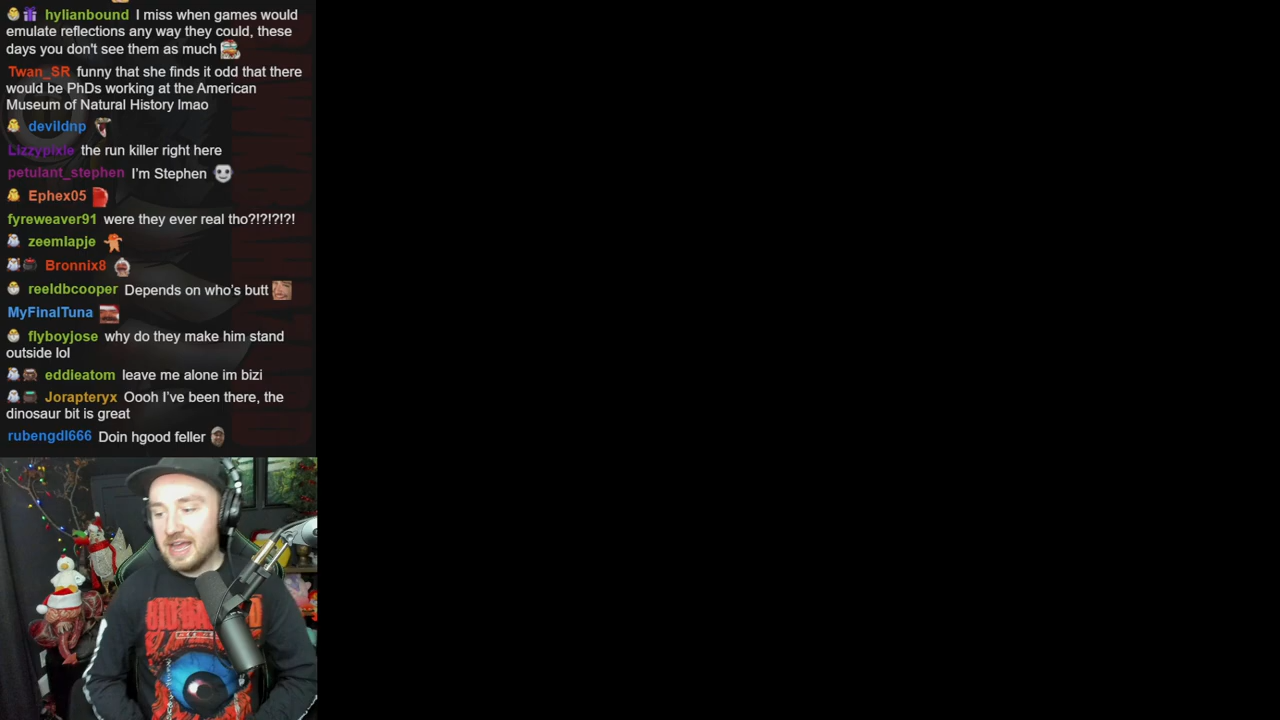 hylianbound I miss when games would
emulate reflections any way they could, these
days you don't see them as much
Twan_SR funny that she finds it odd that there
would be PhDs working at the American
Museum of Natural History lmao
devildnp
Lizzypixie the run killer right here
petulant_stephen I'm Stephen
Ephex05
fyreweaver91 were they ever real tho?!?!?!?!
zeemlapje
Bronnix8
reeldbcooper Depends on who's butt
MyFinalTuna
flyboyjose why do they make him stand
outside lol
eddieatom leave me alone im bizi
Jorapteryx Oooh I've been there, the
dinosaur bit is great
rubengdl666 Doin hgood feller